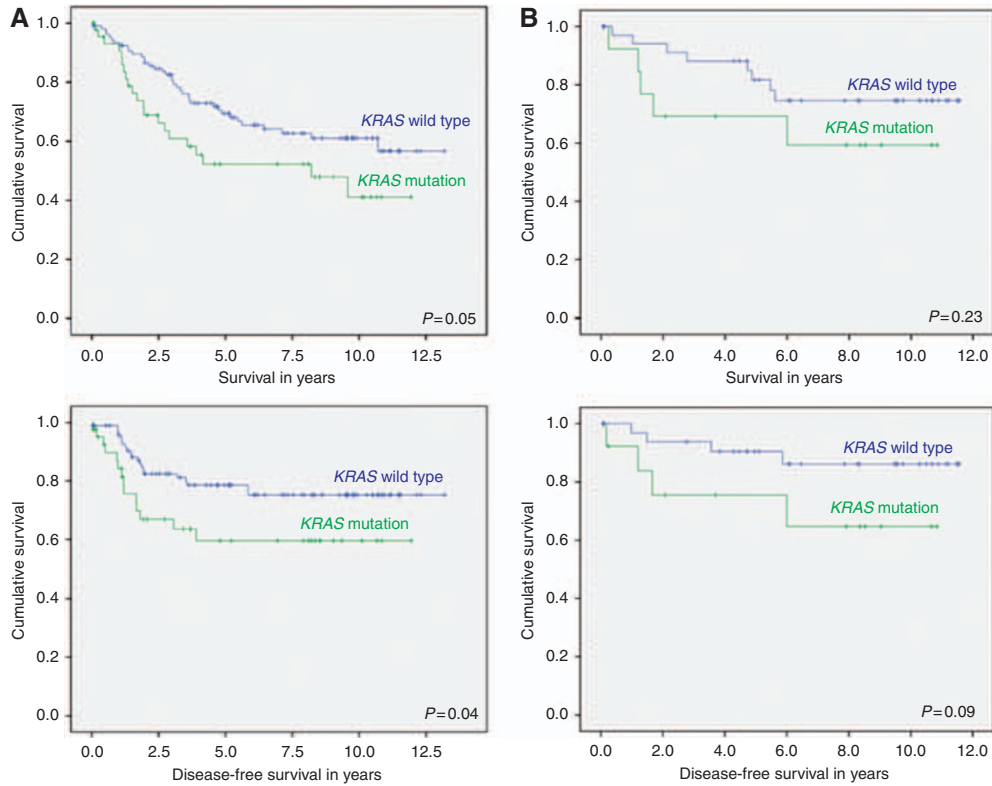 A
Cumulative survival
1.0
0.8
0.6
0.4
0.2
0.0
KRAS wild type
KRAS mutation
P=0.05
0.0 2.5 5.0 7.5 10.0 12.5
Survival in years
B
Cumulative survival
1.0
0.8
0.6
0.4
0.2
0.0
KRAS wild type
KRAS mutation
P=0.23
0.0 2.0 4.0 6.0 8.0 10.0 12.0
Survival in years
Cumulative survival
1.0
0.8
0.6
0.4
0.2
0.0
KRAS wild type
KRAS mutation
P=0.04
0.0 2.5 5.0 7.5 10.0 12.5
Disease-free survival in years
Cumulative survival
1.0
0.8
0.6
0.4
0.2
0.0
KRAS wild type
KRAS mutation
P=0.09
0.0 2.0 4.0 6.0 8.0 10.0 12.0
Disease-free survival in years